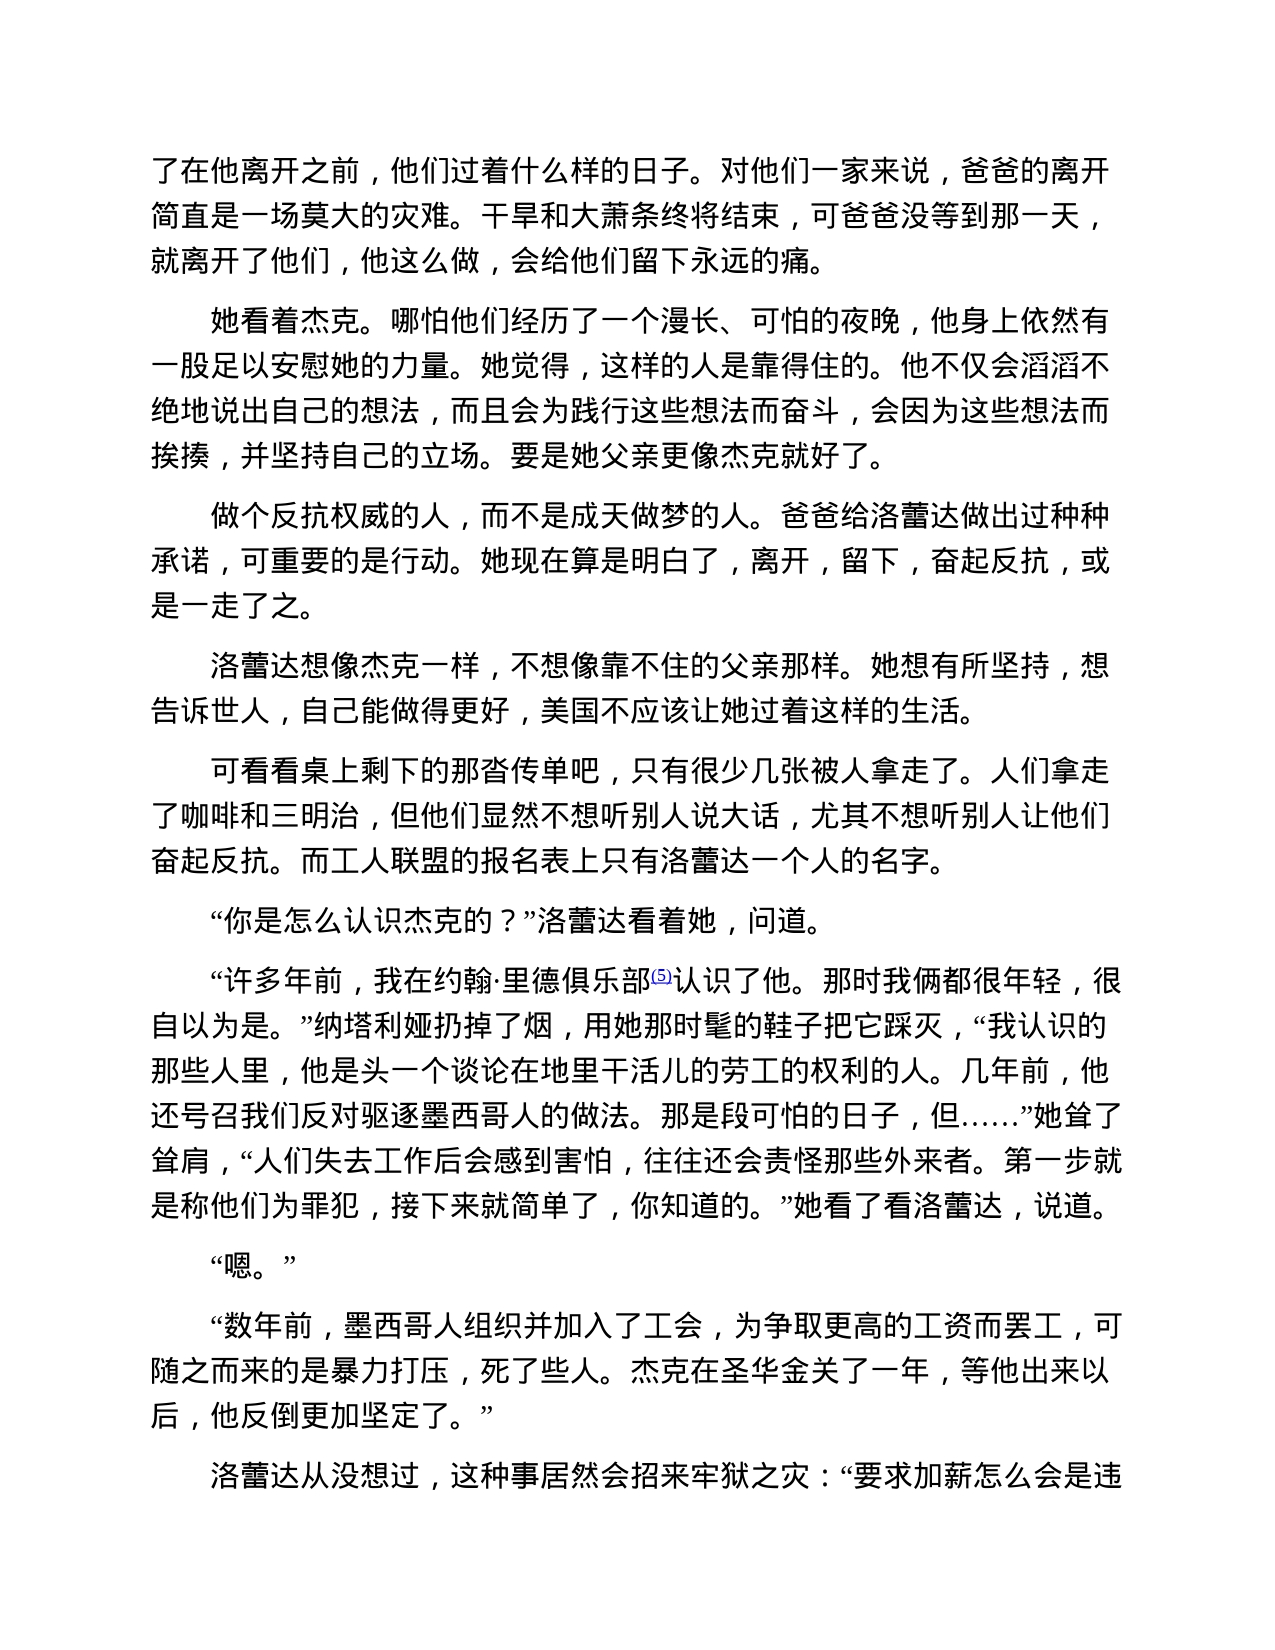 了在他离开之前，他们过着什么样的日子。对他们一家来说，爸爸的离开
简直是一场莫大的灾难。干旱和大萧条终将结束，可爸爸没等到那一天，
就离开了他们，他这么做，会给他们留下永远的痛。
她看着杰克。哪怕他们经历了一个漫长、可怕的夜晚，他身上依然有
一股足以安慰她的力量。她觉得，这样的人是靠得住的。他不仅会滔滔不
绝地说出自己的想法，而且会为践行这些想法而奋斗，会因为这些想法而
挨揍，并坚持自己的立场。要是她父亲更像杰克就好了。
做个反抗权威的人，而不是成天做梦的人。爸爸给洛蕾达做出过种种
承诺，可重要的是行动。她现在算是明白了，离开，留下，奋起反抗，或
是一走了之。
洛蕾达想像杰克一样，不想像靠不住的父亲那样。她想有所坚持，想
告诉世人，自己能做得更好，美国不应该让她过着这样的生活。
可看看桌上剩下的那沓传单吧，只有很少几张被人拿走了。人们拿走
了咖啡和三明治，但他们显然不想听别人说大话，尤其不想听别人让他们
奋起反抗。而工人联盟的报名表上只有洛蕾达一个人的名字。
“你是怎么认识杰克的？”洛蕾达看着她，问道。
“许多年前，我在约翰·里德俱乐部(5)认识了他。那时我俩都很年轻，很
自以为是。”纳塔利娅扔掉了烟，用她那时髦的鞋子把它踩灭，“我认识的
那些人里，他是头一个谈论在地里干活儿的劳工的权利的人。几年前，他
还号召我们反对驱逐墨西哥人的做法。那是段可怕的日子，但……”她耸了
耸肩，“人们失去工作后会感到害怕，往往还会责怪那些外来者。第一步就
是称他们为罪犯，接下来就简单了，你知道的。”她看了看洛蕾达，说道。
“嗯。”
“数年前，墨西哥人组织并加入了工会，为争取更高的工资而罢工，可
随之而来的是暴力打压，死了些人。杰克在圣华金关了一年，等他出来以
后，他反倒更加坚定了。”
洛蕾达从没想过，这种事居然会招来牢狱之灾：“要求加薪怎么会是违